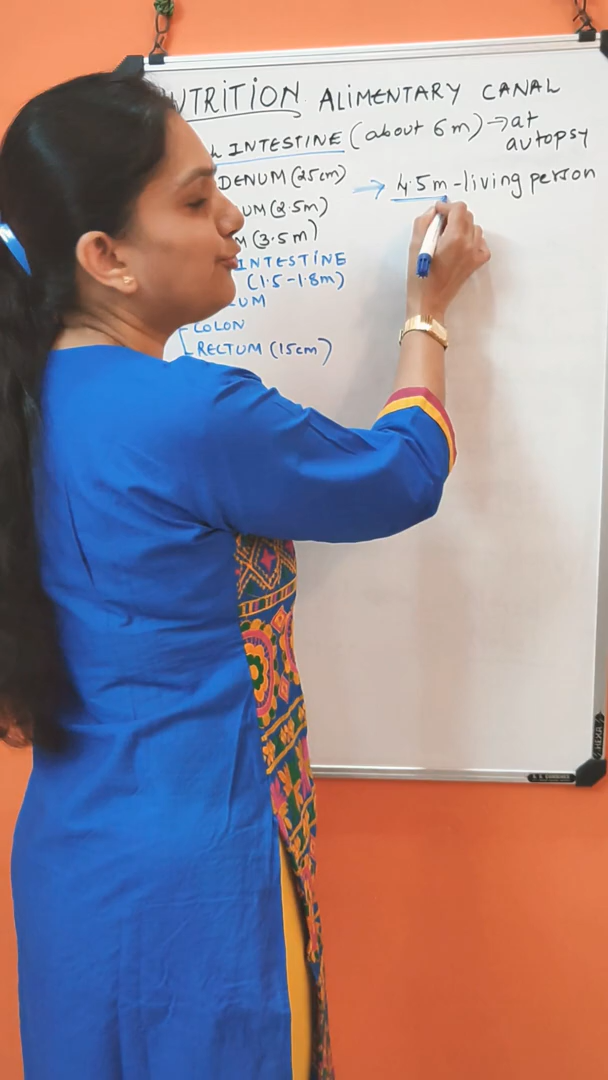 NUTRITION ALIMENTARY CANAL
INTESTINE (about 6m) → at autopsy
DENUM (25cm)
→ 4.5m - living person
UM (2.5m)
M (3.5m)
INTESTINE
(1.5-1.8m)
UM
COLON
RECTUM (15cm)